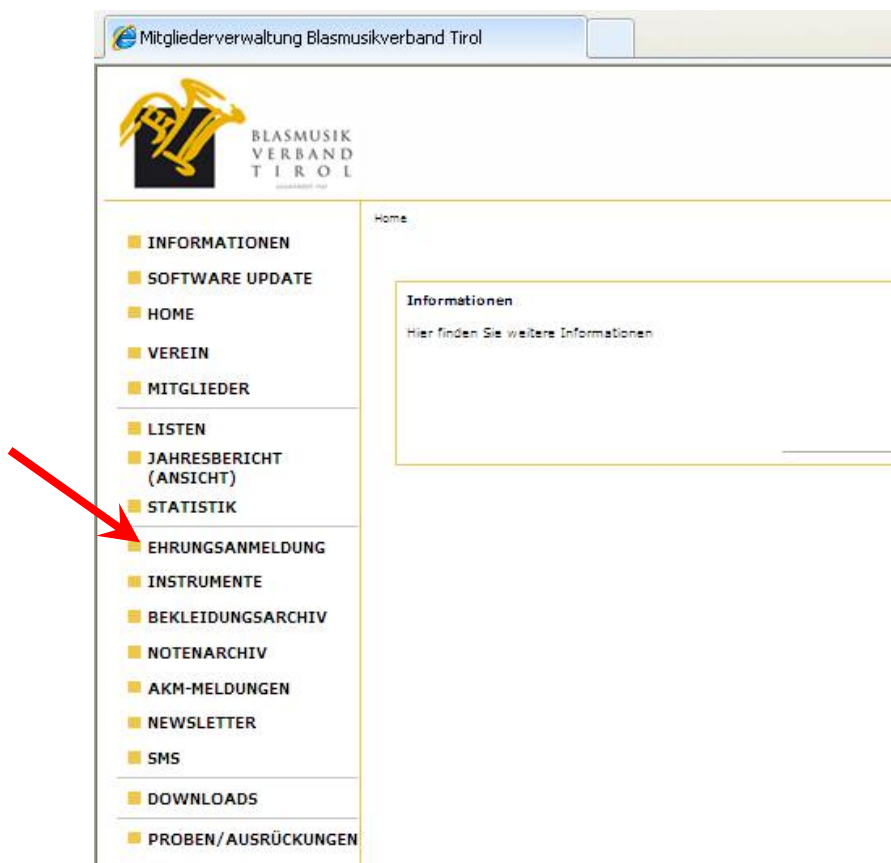 Mitgliederverwaltung Blasmusikverband Tirol
BLASMUSIK
VERBAND
TIROL
Home
INFORMATIONEN
SOFTWARE UPDATE
HOME
VEREIN
MITGLIEDER
LISTEN
JAHRESBERICHT
(ANSICHT)
STATISTIK
EHRUNGSANMELDUNG
INSTRUMENTE
BEKLEIDUNGSARCHIV
NOTENARCHIV
AKM-MELDUNGEN
NEWSLETTER
SMS
DOWNLOADS
PROBEN/AUSRÜCKUNGEN
Informationen
Hier finden Sie weitere Informationen